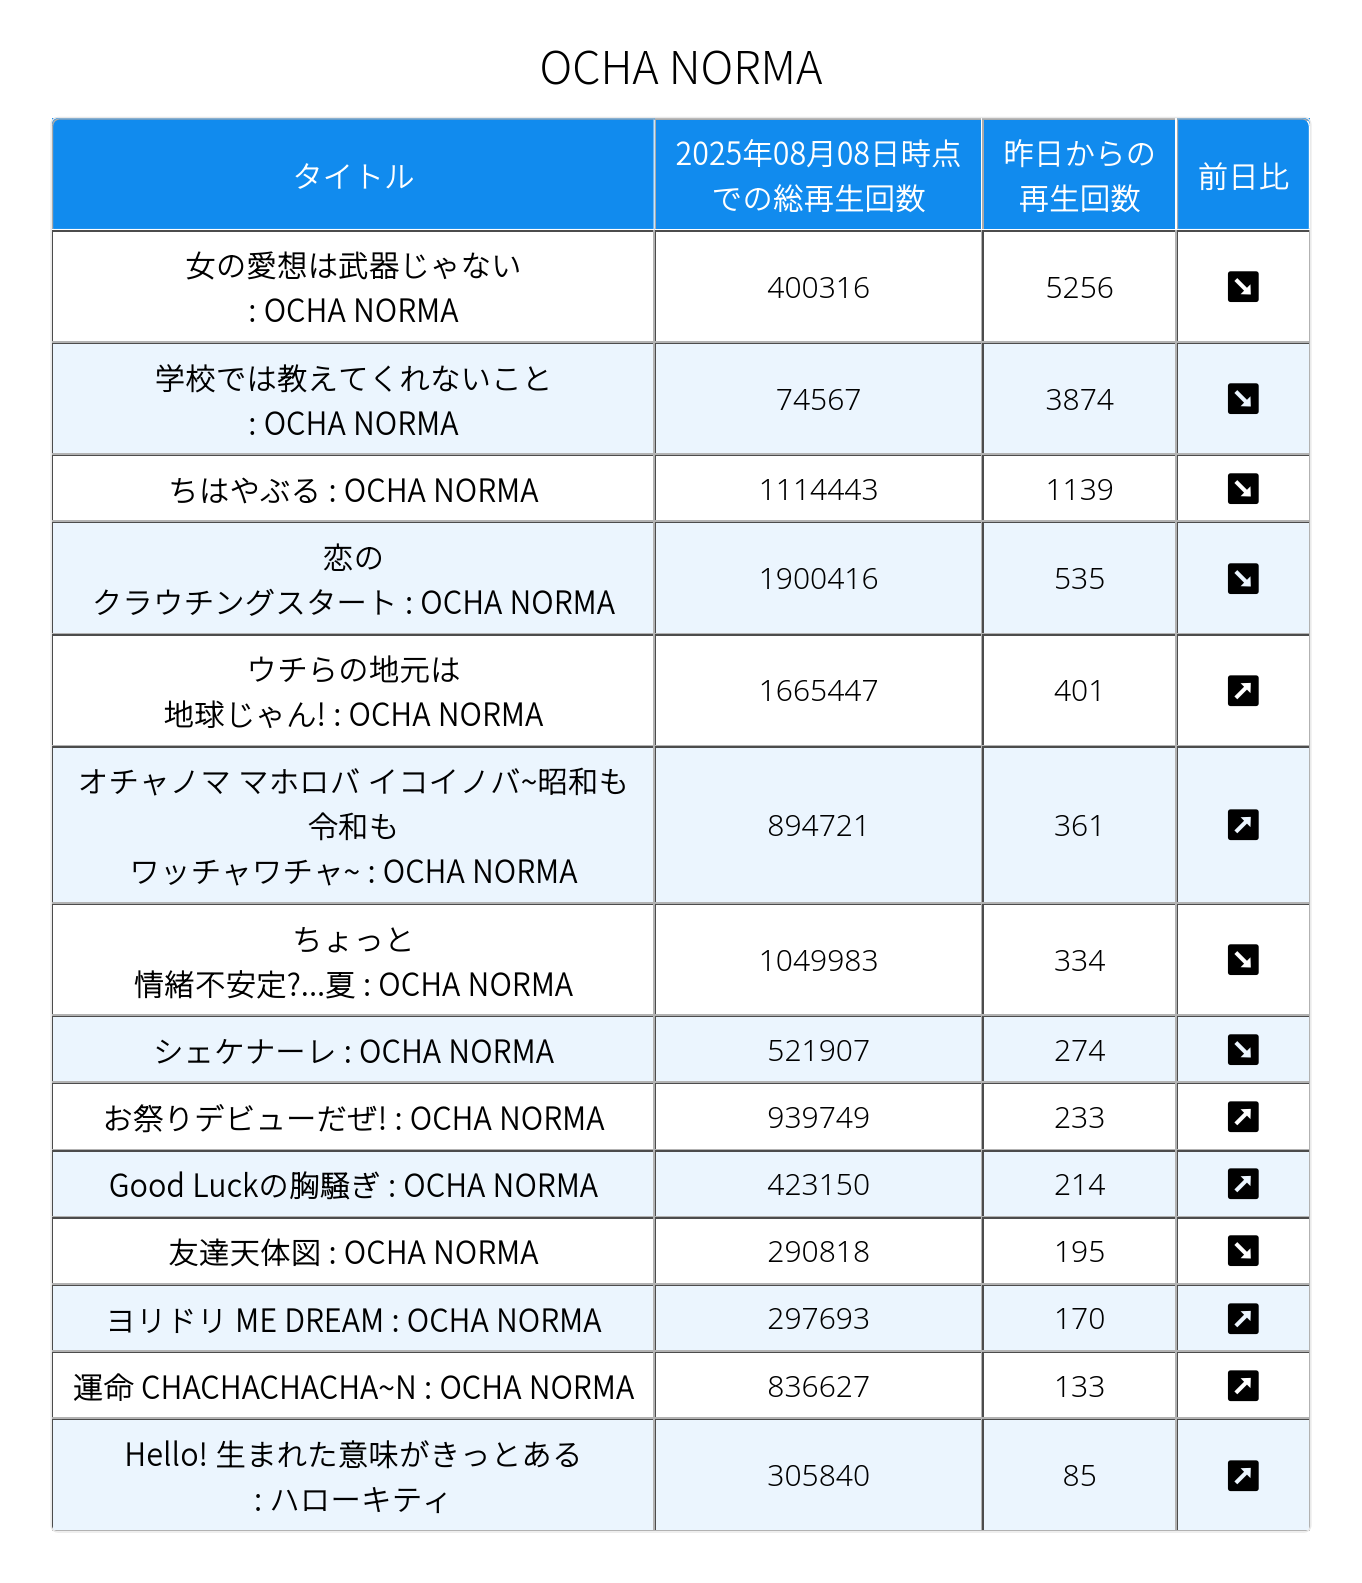 OCHA NORMA
タイトル
2025年08月08日時点
での総再生回数
昨日からの
再生回数
前日比
女の愛想は武器じゃない
: OCHA NORMA
400316
5256
学校では教えてくれないこと
: OCHA NORMA
74567
3874
ちはやぶる : OCHA NORMA
1114443
1139
恋の
クラウチングスタート : OCHA NORMA
1900416
535
ウチらの地元は
地球じゃん! : OCHA NORMA
1665447
401
オチャノマ マホロバ イコイノバ~昭和も
令和も
ワッチャワチャ~ : OCHA NORMA
894721
361
ちょっと
情緒不安定?...夏 : OCHA NORMA
1049983
334
シェケナーレ : OCHA NORMA
521907
274
お祭りデビューだぜ! : OCHA NORMA
939749
233
Good Luckの胸騒ぎ : OCHA NORMA
423150
214
友達天体図 : OCHA NORMA
290818
195
ヨリドリ ME DREAM : OCHA NORMA
297693
170
運命 CHACHACHACHA~N : OCHA NORMA
836627
133
Hello! 生まれた意味がきっとある
: ハローキティ
305840
85